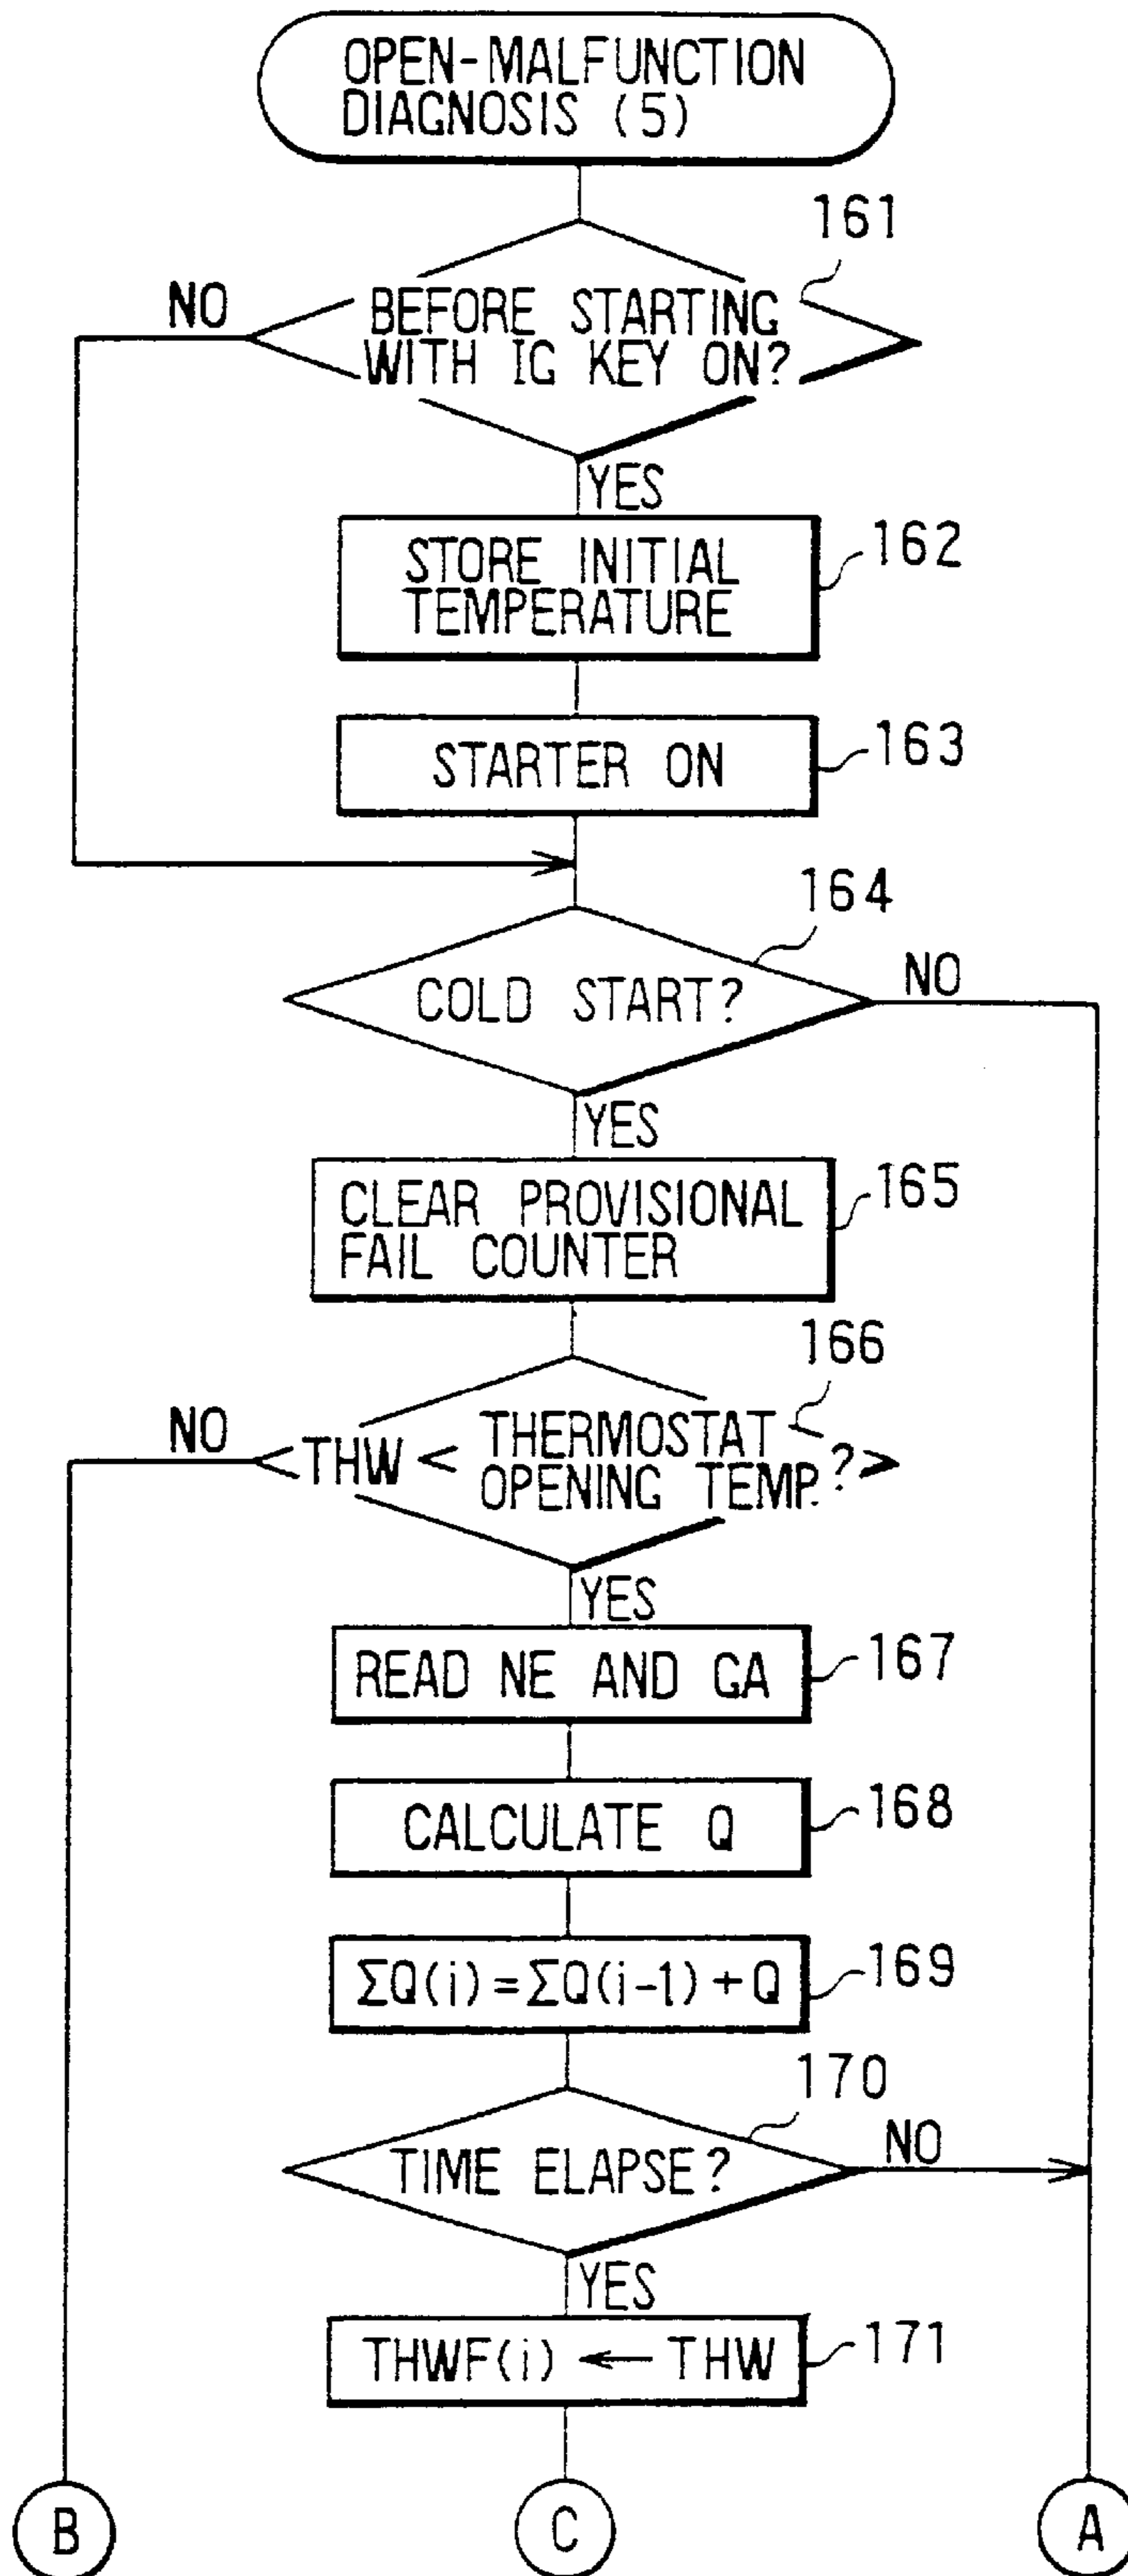 OPEN-MALFUNCTION
DIAGNOSIS (5)
161
NO
BEFORE STARTING
WITH IG KEY ON?
YES
STORE INITIAL
TEMPERATURE
162
STARTER ON
163
164
COLD START?
NO
YES
CLEAR PROVISIONAL
FAIL COUNTER
165
166
NO
THW < THERMOSTAT
OPENING TEMP. ?
YES
READ NE AND GA
167
CALCULATE Q
168
ΣQ(i)=ΣQ(i-1)+Q
169
170
TIME ELAPSE?
NO
YES
THWF(i) ← THW
171
B
C
A